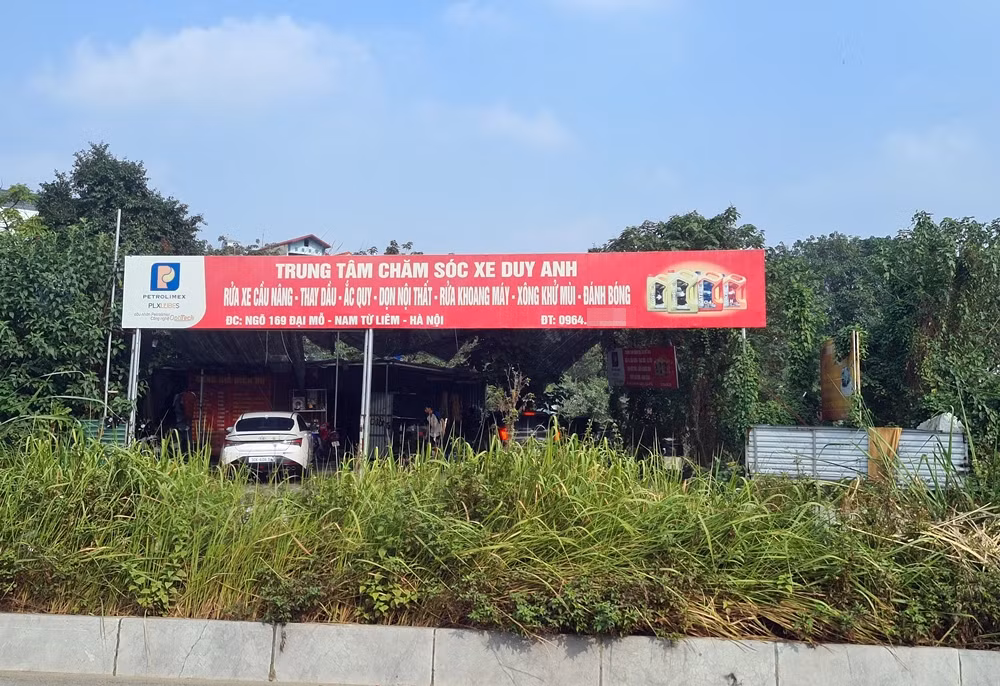 PETROLIMEX
PLXLUBES
TRUNG TÂM CHĂM SÓC XE DUY ANH
RỬA XE CẦU NÂNG - THAY DẦU - ẮC QUY - DỌN NỘI THẤT - RỬA KHOANG MÁY - XÔNG KHỬ MÙI - ĐÁNH BÓNG
ĐC: NGÕ 169 ĐẠI MỖ - NAM TỪ LIÊM - HÀ NỘI
ĐT: 0964.